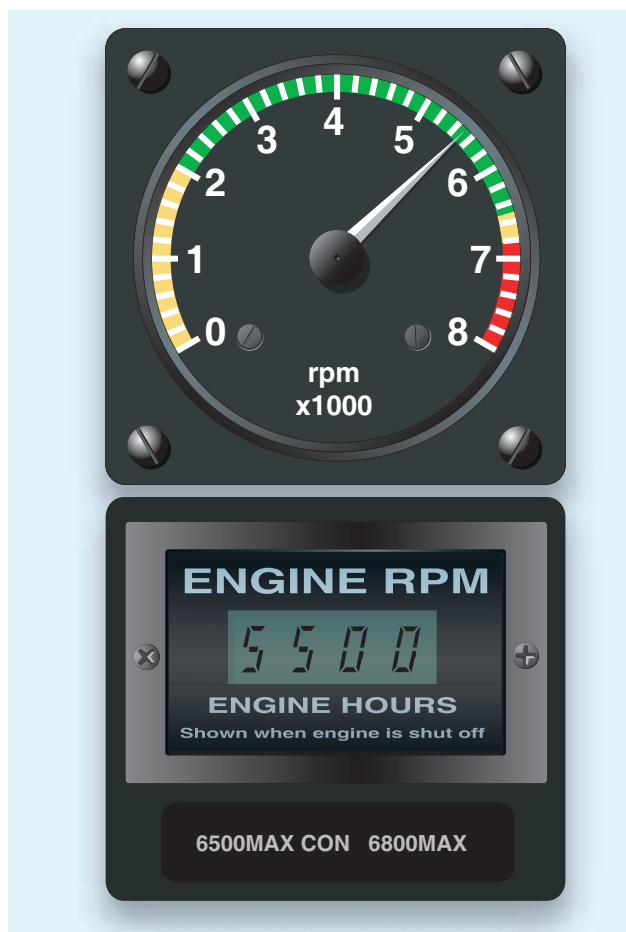 4
3
5
2
6
1
7
0
8
rpm
x1000
ENGINE RPM
5500
ENGINE HOURS
Shown when engine is shut off
6500MAX CON 6800MAX